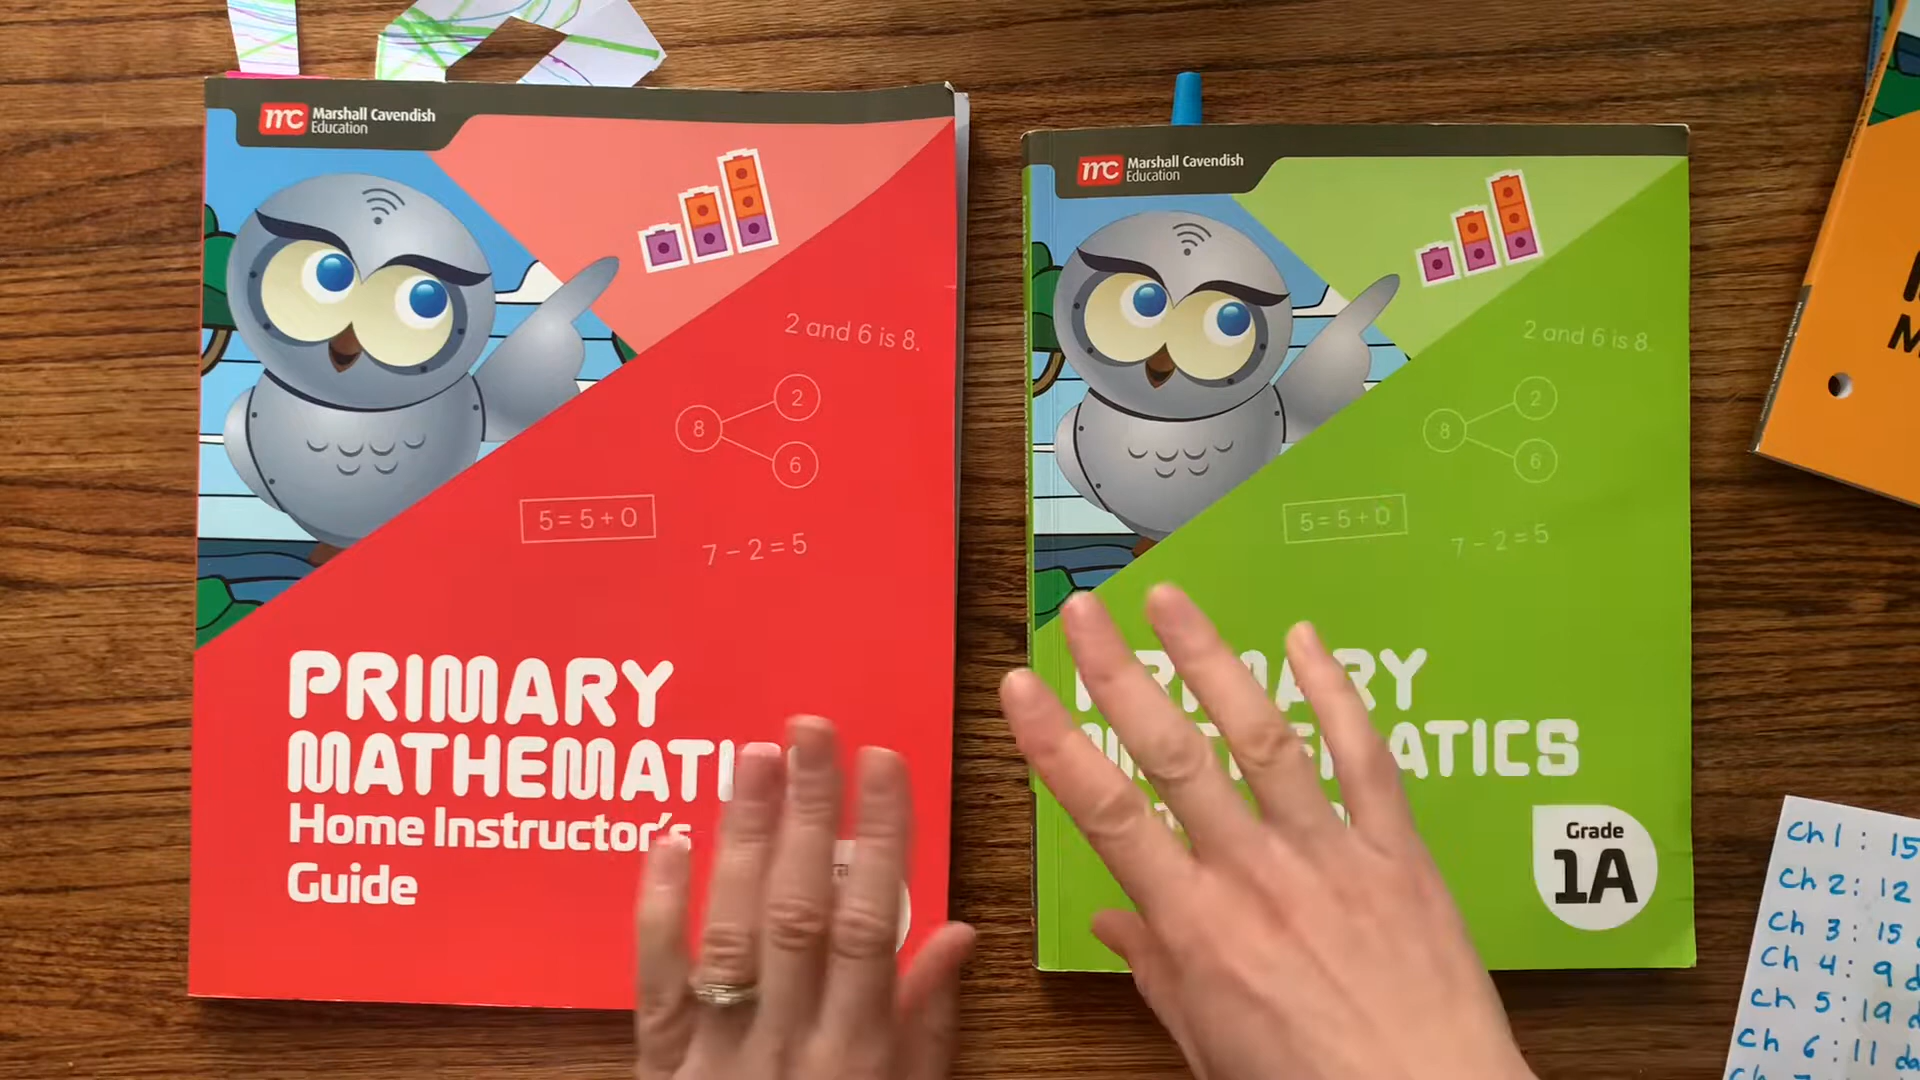 mc Marshall Cavendish
Education
2 and 6 is 8.
2
8
6
5 = 5 + 0
7 – 2 = 5
PRIMARY
Home Instructor's
Guide
mc Marshall Cavendish
Education
2 and 6 is 8.
2
8
6
5 = 5 + 0
7 – 2 = 5
Grade
1A
Ch 1 : 15
Ch 2 : 12
Ch 3 : 15
Ch 4 : 9
Ch 5 : 19
Ch 6 : 11